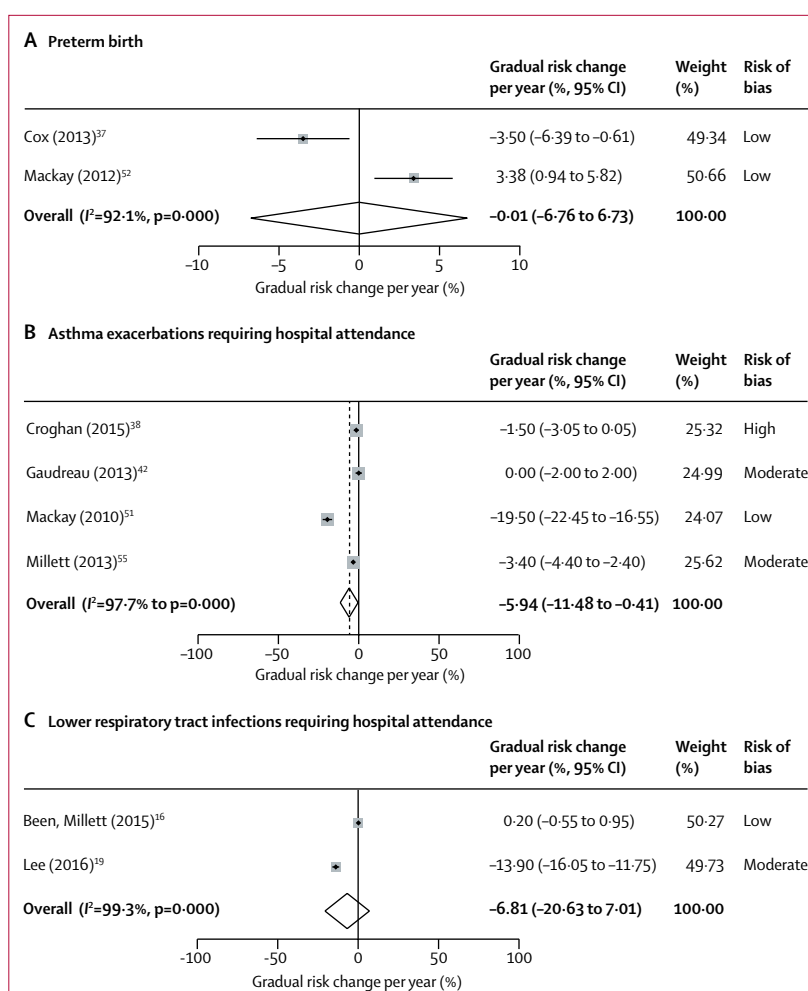 A Preterm birth
Gradual risk change per year (%, 95% CI) Weight (%) Risk of bias
Cox (2013)³⁷ –3·50 (–6·39 to –0·61) 49·34 Low
Mackay (2012)⁵² 3·38 (0·94 to 5·82) 50·66 Low
Overall (I²=92·1%, p=0·000) –0·01 (–6·76 to 6·73) 100·00
–10 –5 0 5 10
Gradual risk change per year (%)
B Asthma exacerbations requiring hospital attendance
Gradual risk change per year (%, 95% CI) Weight (%) Risk of bias
Croghan (2015)³⁸ –1·50 (–3·05 to 0·05) 25·32 High
Gaudreau (2013)⁴² 0·00 (–2·00 to 2·00) 24·99 Moderate
Mackay (2010)⁵¹ –19·50 (–22·45 to –16·55) 24·07 Low
Millett (2013)⁵⁵ –3·40 (–4·40 to –2·40) 25·62 Moderate
Overall (I²=97·7% to p=0·000) –5·94 (–11·48 to –0·41) 100·00
–100 –50 0 50 100
Gradual risk change per year (%)
C Lower respiratory tract infections requiring hospital attendance
Gradual risk change per year (%, 95% CI) Weight (%) Risk of bias
Been, Millett (2015)¹⁶ 0·20 (–0·55 to 0·95) 50·27 Low
Lee (2016)¹⁹ –13·90 (–16·05 to –11·75) 49·73 Moderate
Overall (I²=99·3%, p=0·000) –6·81 (–20·63 to 7·01) 100·00
-100 -50 0 50 100
Gradual risk change per year (%)